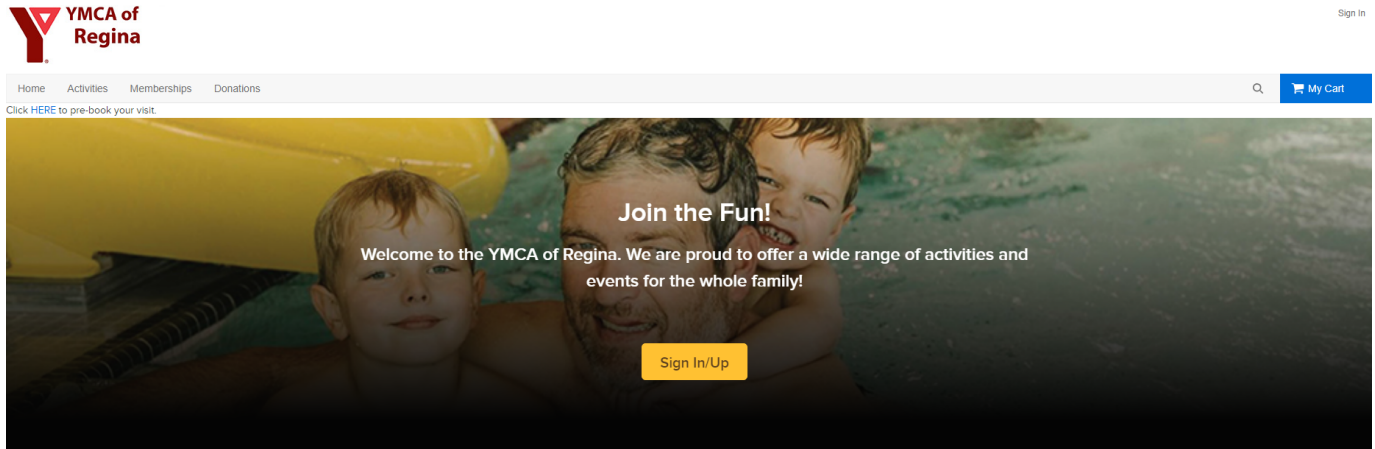 YMCA of
Regina
Sign In
Home Activities Memberships Donations My Cart
Click HERE to pre-book your visit.
Join the Fun!
Welcome to the YMCA of Regina. We are proud to offer a wide range of activities and
events for the whole family!
Sign In/Up